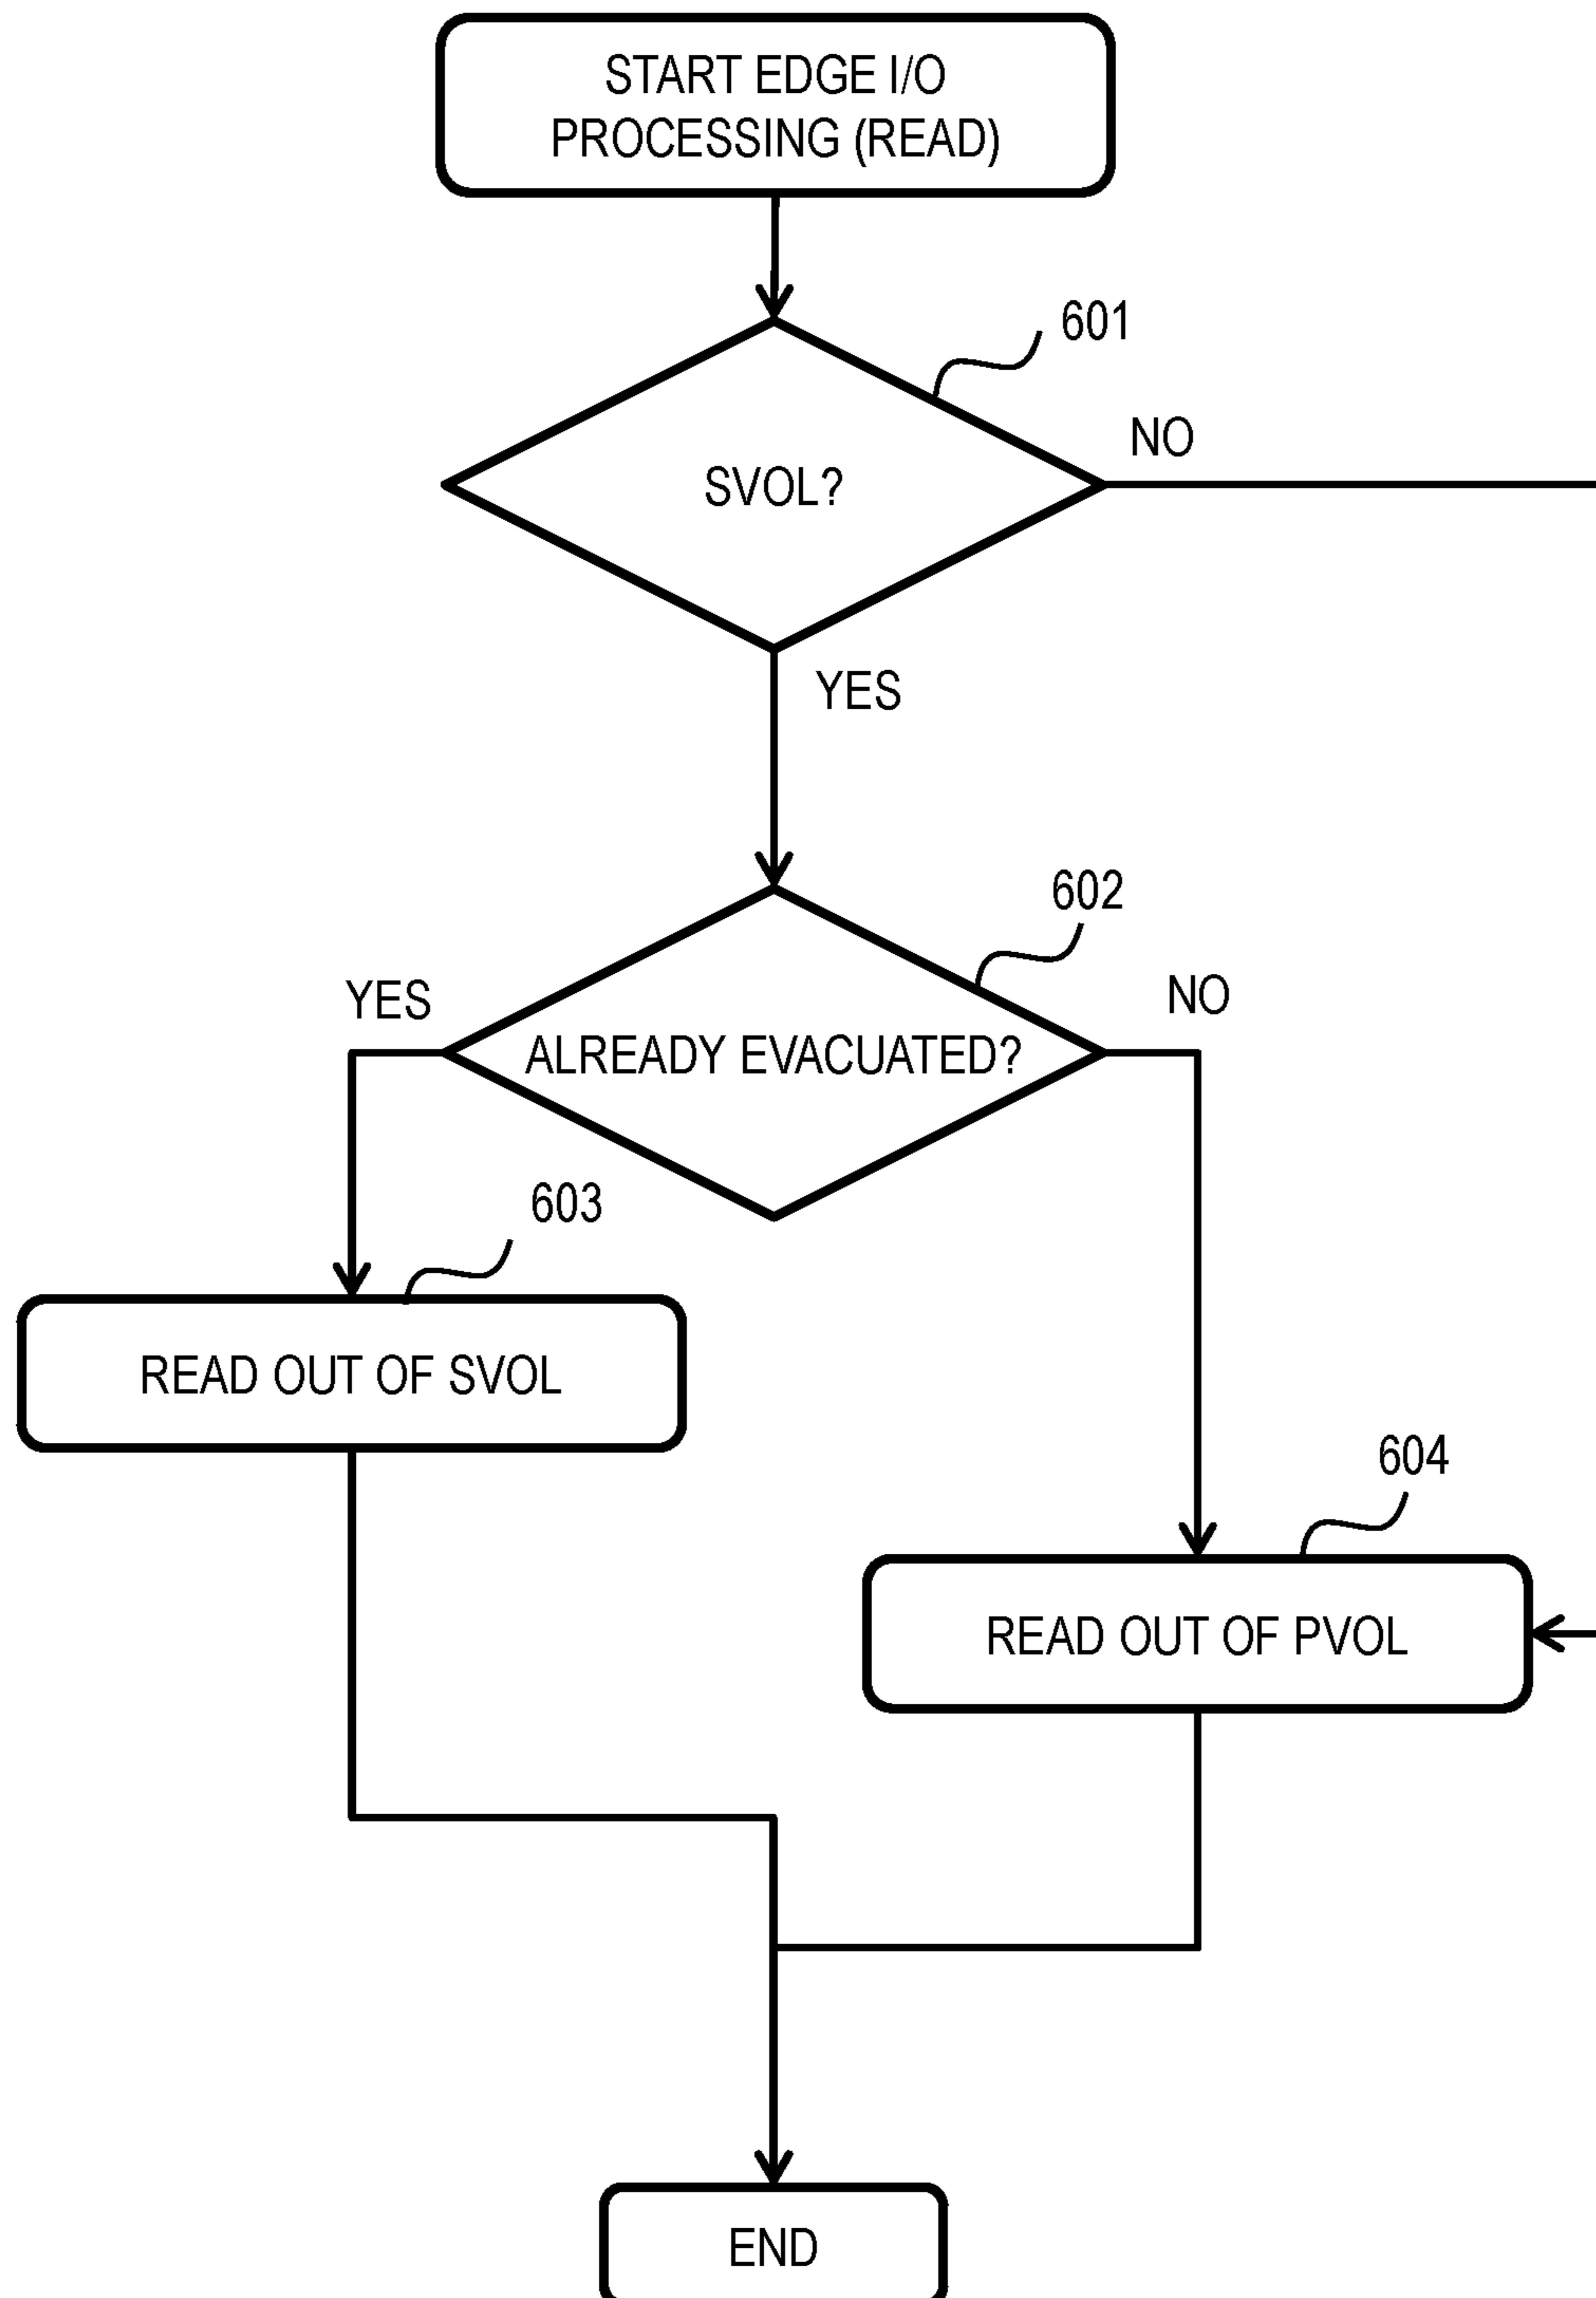 START EDGE I/O
PROCESSING (READ)
601
NO
SVOL?
YES
602
YES
NO
ALREADY EVACUATED?
603
READ OUT OF SVOL
604
READ OUT OF PVOL
END